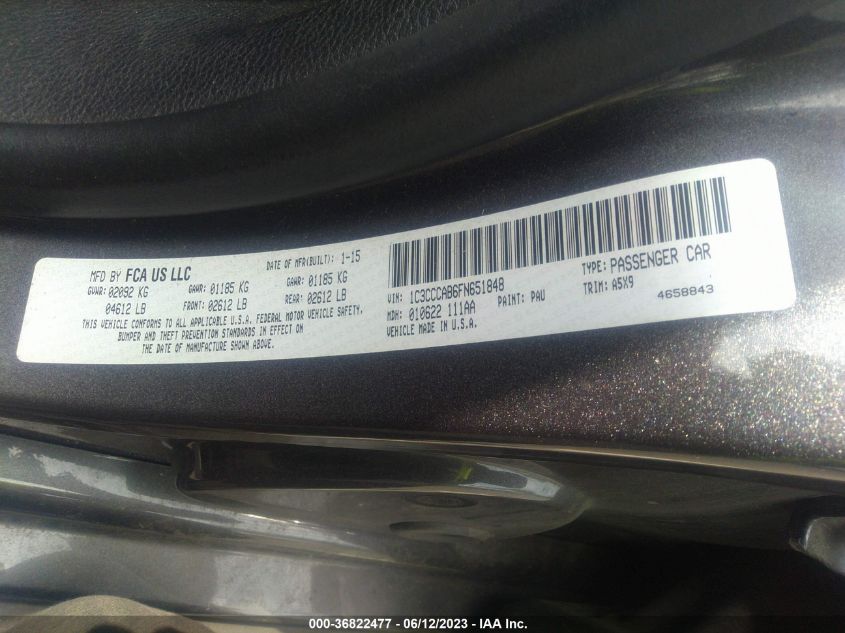 MFD BY FCA US LLC
DATE OF MFR(BUILT): 1-15
GVWR: 02092 KG
GAWR: 01185 KG
GAWR: 01185 KG
04612 LB
FRONT: 02612 LB
REAR: 02612 LB
THIS VEHICLE CONFORMS TO ALL APPLICABLE U.S.A. FEDERAL MOTOR VEHICLE SAFETY,
BUMPER AND THEFT PREVENTION STANDARDS IN EFFECT ON
THE DATE OF MANUFACTURE SHOWN ABOVE.
VIN: 1C3CCCAB6FN651848
TYPE: PASSENGER CAR
MDH: 010622 111AA
PAINT: PAU
TRIM: A5X9
VEHICLE MADE IN U.S.A.
4658843
000-36822477 - 06/12/2023 - IAA Inc.